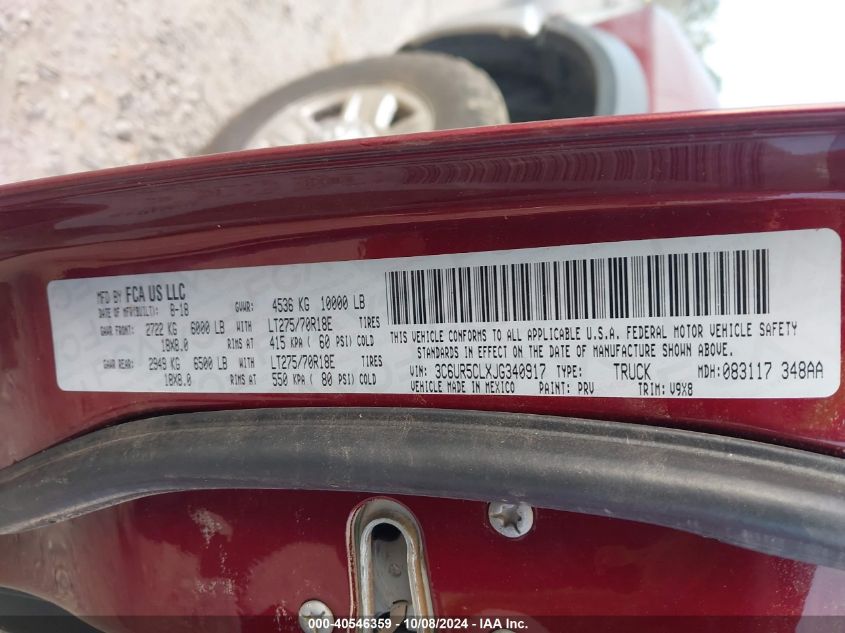 MFD BY FCA US LLC
DATE OF MFR(BUILT): 8-18 GVWR: 4536 KG 10000 LB
GAWR FRONT: 2722 KG 6000 LB WITH LT275/70R18E TIRES
18X8.0 RIMS AT 415 KPA ( 60 PSI) COLD
GAWR REAR: 2949 KG 6500 LB WITH LT275/70R18E TIRES
18X8.0 RIMS AT 550 KPA ( 80 PSI) COLD
THIS VEHICLE CONFORMS TO ALL APPLICABLE U.S.A. FEDERAL MOTOR VEHICLE SAFETY
STANDARDS IN EFFECT ON THE DATE OF MANUFACTURE SHOWN ABOVE.
VIN: 3C6UR5CLXJG340917 TYPE: TRUCK MDH: 083117 348AA
VEHICLE MADE IN MEXICO PAINT: PRV TRIM: V9X8
000-40546359 - 10/08/2024 - IAA Inc.